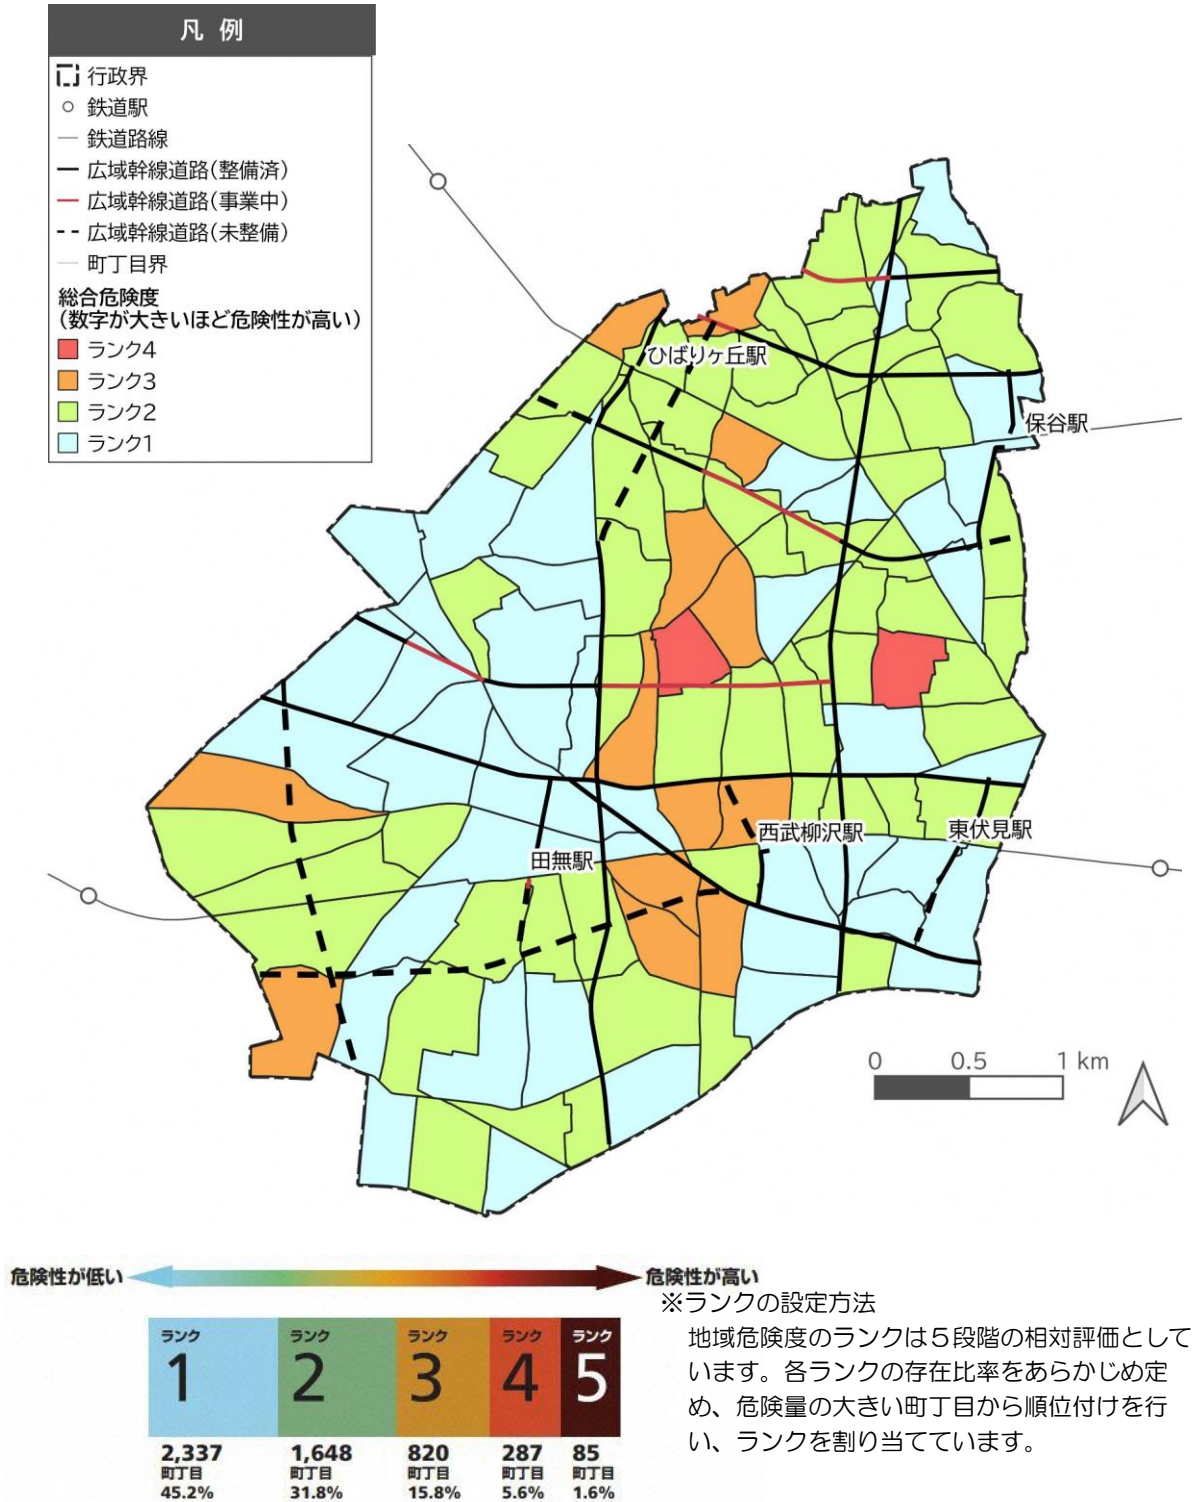 凡 例
行政界
鉄道駅
鉄道路線
広域幹線道路(整備済)
広域幹線道路(事業中)
広域幹線道路(未整備)
町丁目界
総合危険度
(数字が大きいほど危険性が高い)
ランク4
ランク3
ランク2
ランク1
ひばりヶ丘駅
保谷駅
西武柳沢駅
東伏見駅
田無駅
0 0.5 1 km
危険性が低い
危険性が高い
ランク 1
2,337
町丁目
45.2%
ランク 2
1,648
町丁目
31.8%
ランク 3
820
町丁目
15.8%
ランク 4
287
町丁目
5.6%
ランク 5
85
町丁目
1.6%
※ランクの設定方法
地域危険度のランクは５段階の相対評価として
います。各ランクの存在比率をあらかじめ定
め、危険量の大きい町丁目から順位付けを行
い、ランクを割り当てています。